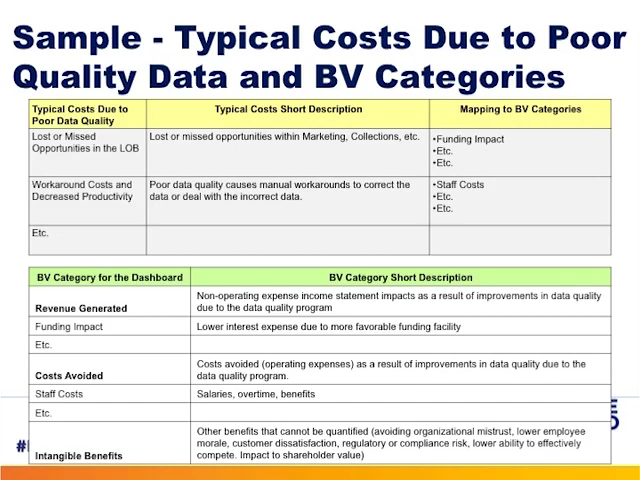 Sample - Typical Costs Due to Poor
Quality Data and BV Categories
Typical Costs Due to
Poor Data Quality
Typical Costs Short Description
Mapping to BV Categories
Lost or Missed
Opportunities in the LOB
Lost or missed opportunities within Marketing, Collections, etc.
•Funding Impact
•Etc.
•Etc.
Workaround Costs and
Decreased Productivity
Poor data quality causes manual workarounds to correct the
data or deal with the incorrect data.
•Staff Costs
•Etc.
•Etc.
Etc.
BV Category for the Dashboard
BV Category Short Description
Revenue Generated
Non-operating expense income statement impacts as a result of improvements in data quality
due to the data quality program
Funding Impact
Lower interest expense due to more favorable funding facility
Etc.
Costs Avoided
Costs avoided (operating expenses) as a result of improvements in data quality due to the
data quality program.
Staff Costs
Salaries, overtime, benefits
Etc.
Intangible Benefits
Other benefits that cannot be quantified (avoiding organizational mistrust, lower employee
morale, customer dissatisfaction, regulatory or compliance risk, lower ability to effectively
compete. Impact to shareholder value)